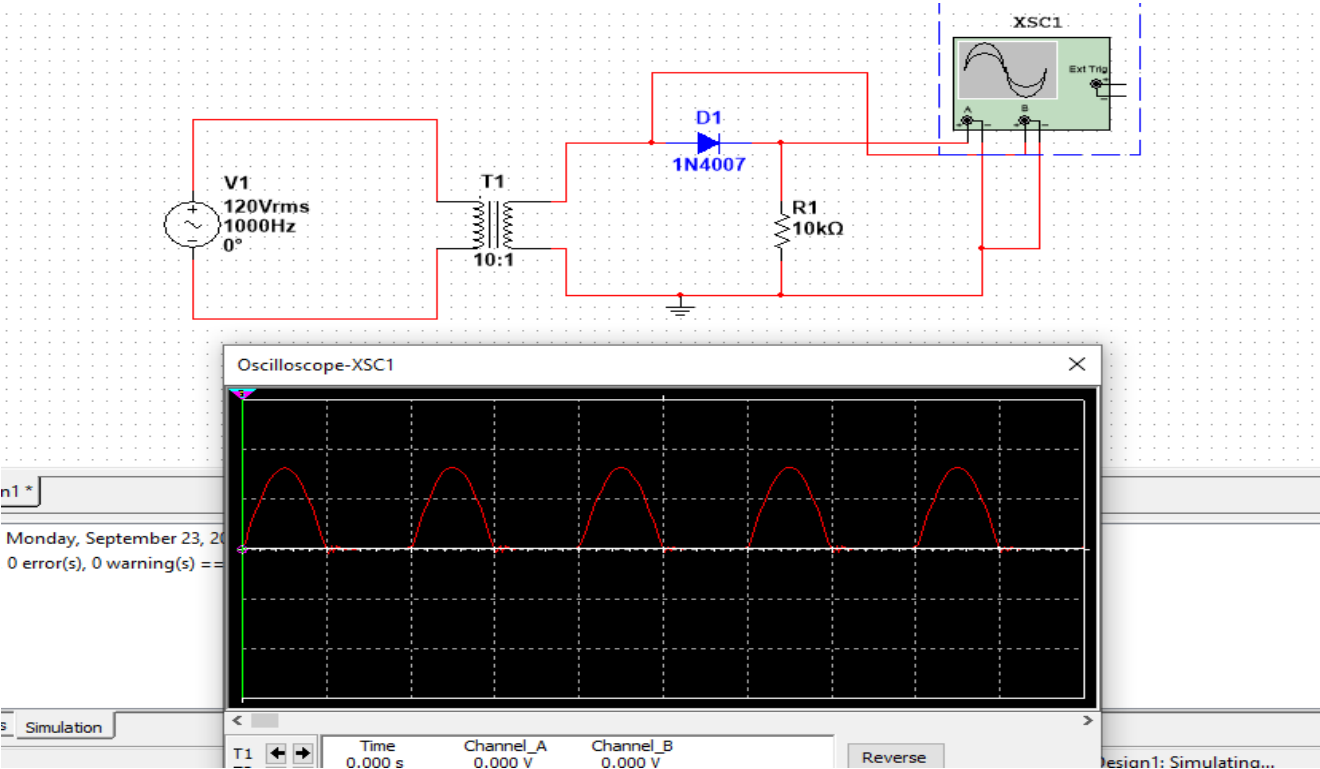 XSC1
Ext Trig
A
B
D1
1N4007
V1
120Vrms
1000Hz
0°
T1
10:1
R1
10kΩ
Oscilloscope-XSC1
n1 *
Monday, September 23, 20
0 error(s), 0 warning(s) ==
s Simulation
T1
Time Channel_A Channel_B
0.000 s 0.000 V 0.000 V
Reverse
Design1: Simulating...